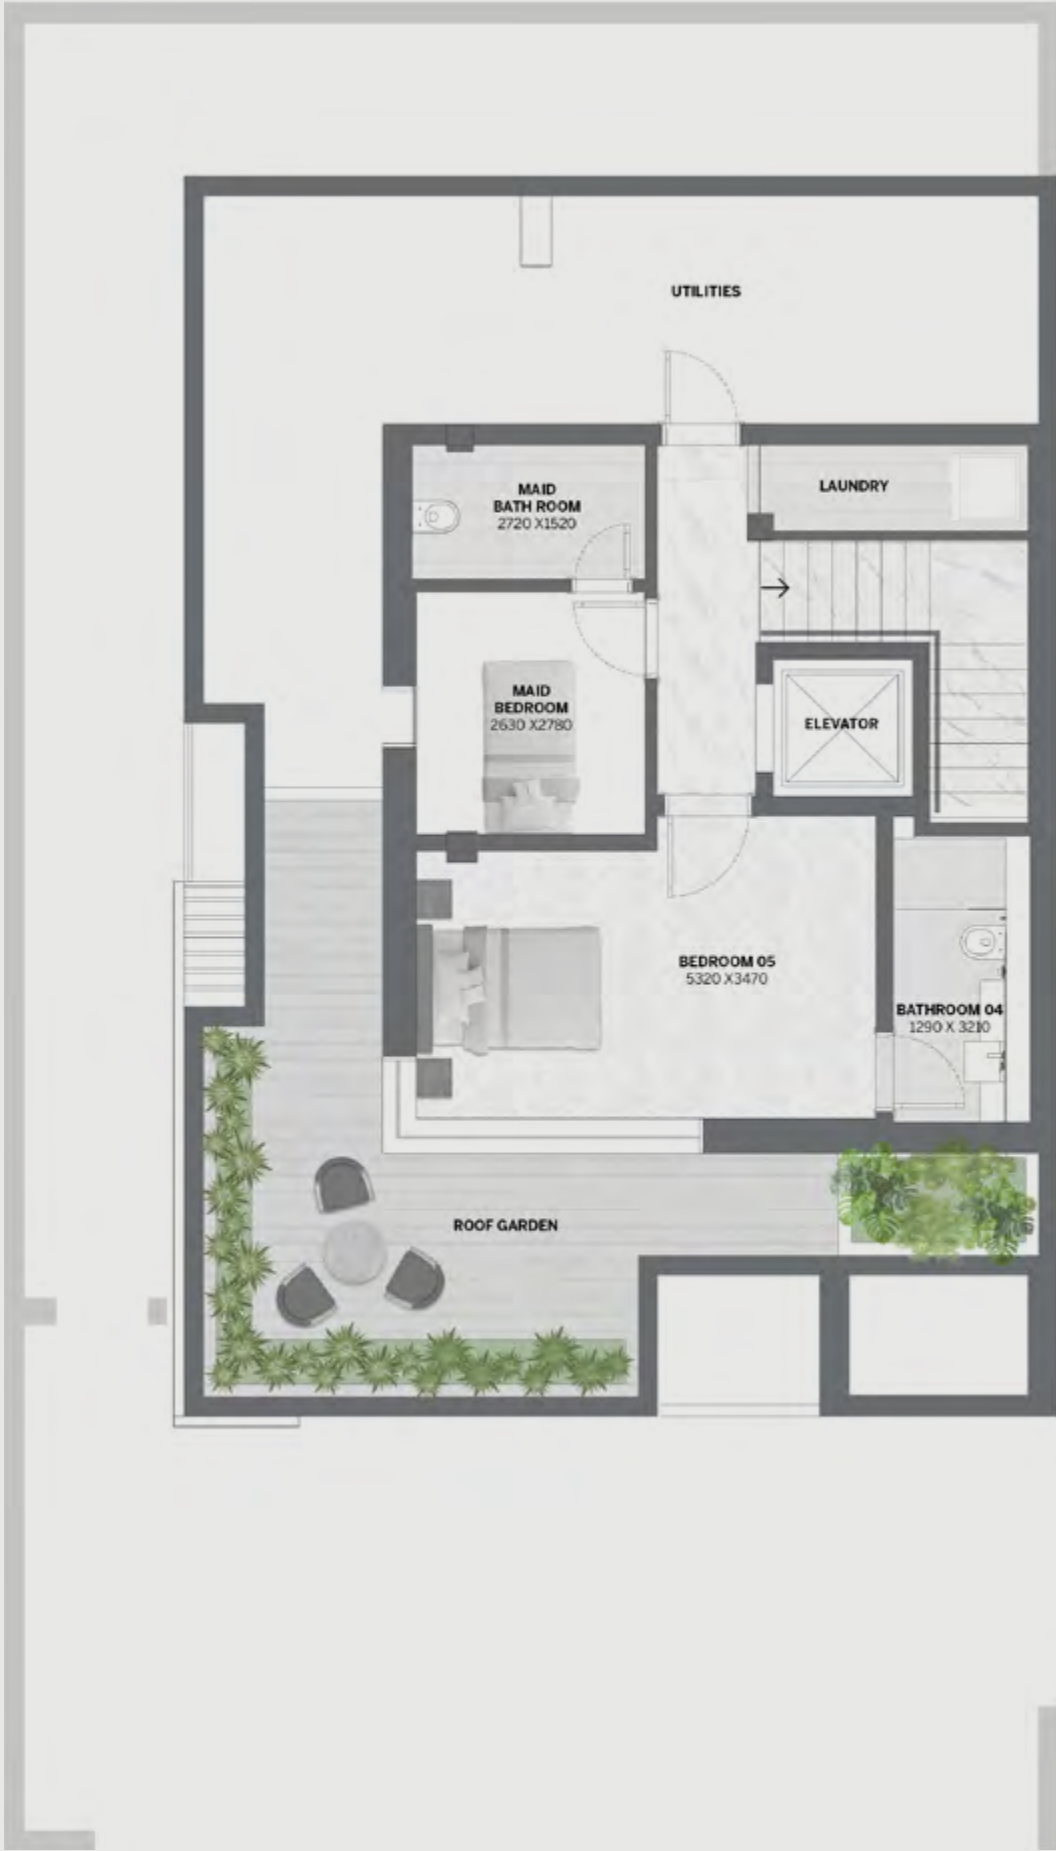 UTILITIES
LAUNDRY
MAID
BATH ROOM
2720 X1520
MAID
BEDROOM
2630 X2780
ELEVATOR
BEDROOM 05
5320 X3470
BATHROOM 04
1290 X 3210
ROOF GARDEN